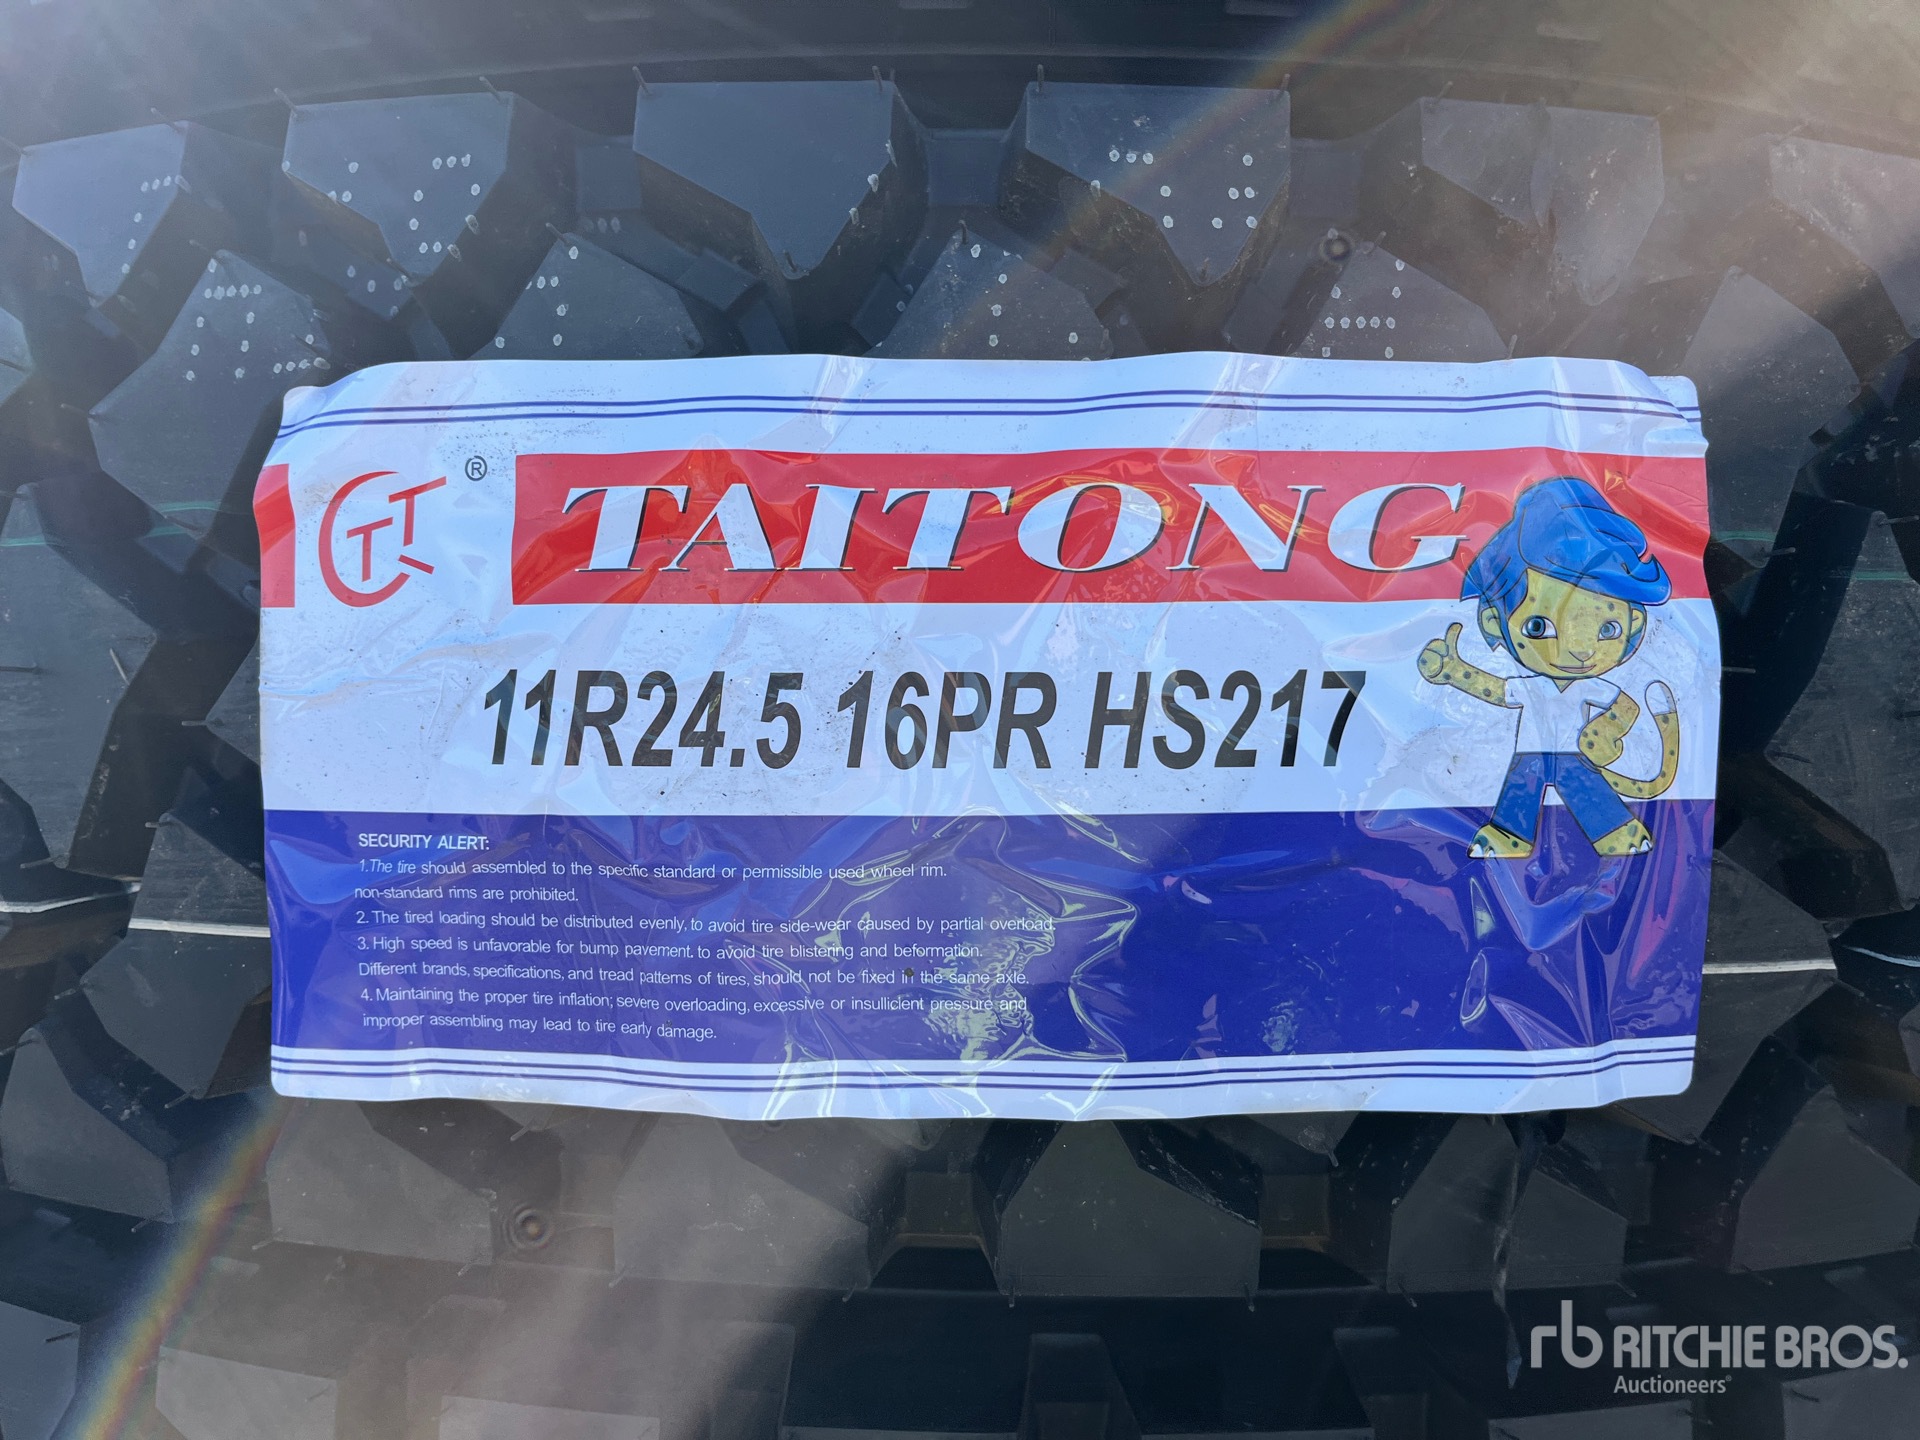 TT ®
TAITONG
11R24.5 16PR HS217
SECURITY ALERT:
1.The tire should assembled to the specific standard or permissible used wheel rim.
non-standard rims are prohibited.
2. The tired loading should be distributed evenly, to avoid tire side-wear caused by partial overload.
3. High speed is unfavorable for bump pavement. to avoid tire blistering and beformation.
Different brands, specifications, and tread patterns of tires, should not be fixed in the same axle.
4. Maintaining the proper tire inflation; severe overloading, excessive or insullicient pressure and
improper assembling may lead to tire early damage.
rb RITCHIE BROS.
Auctioneers®